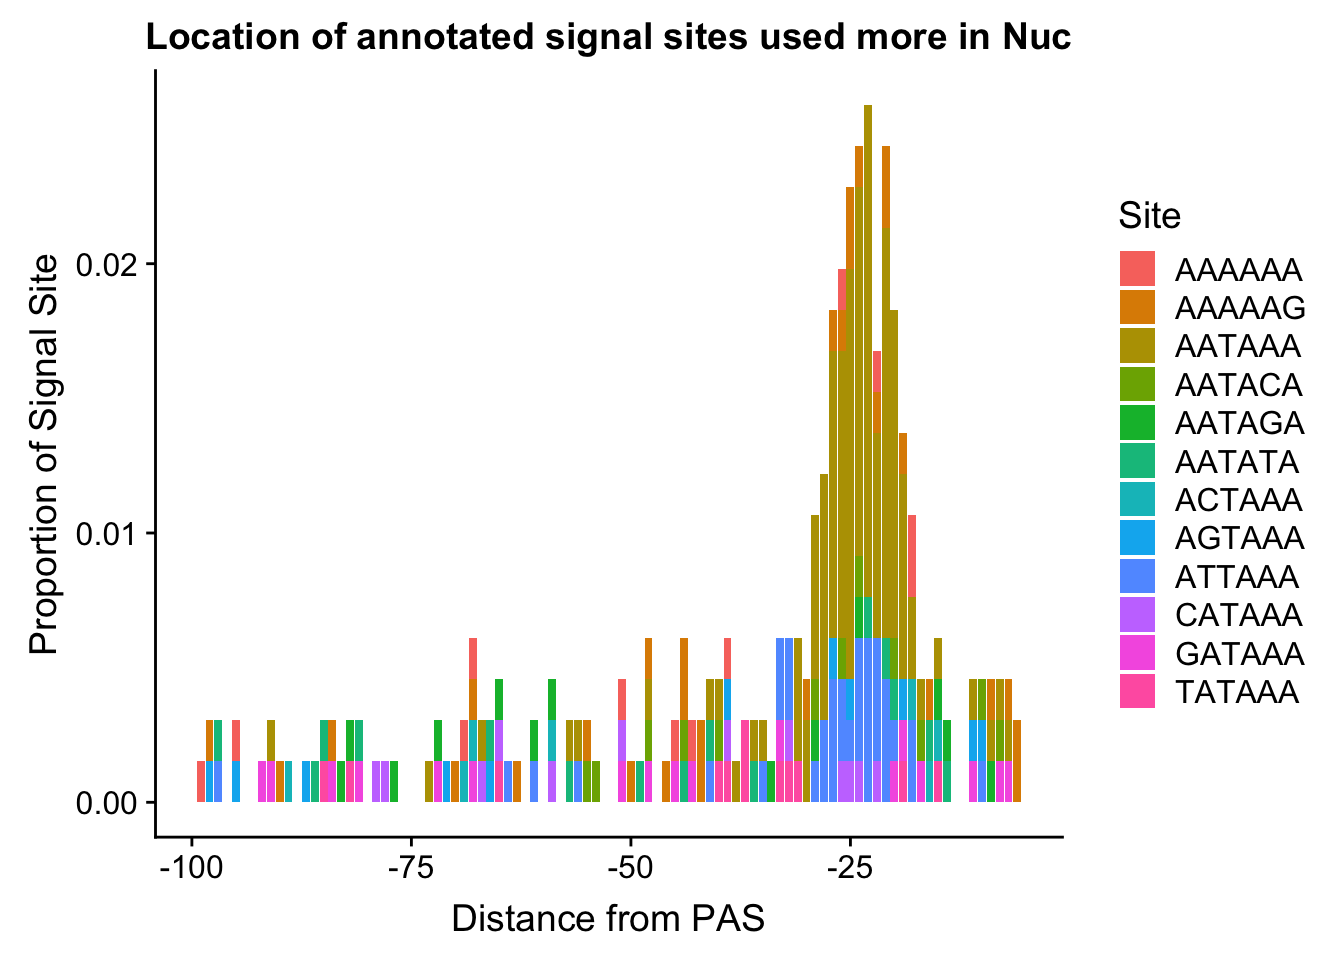 Location of annotated signal sites used more in Nuc
Proportion of Signal Site
0.02
0.01
0.00
-100
-75
-50
-25
Distance from PAS
Site
AAAAAA
AAAAAG
AATAAA
AATACA
AATAGA
AATATA
ACTAAA
AGTAAA
ATTAAA
CATAAA
GATAAA
TATAAA